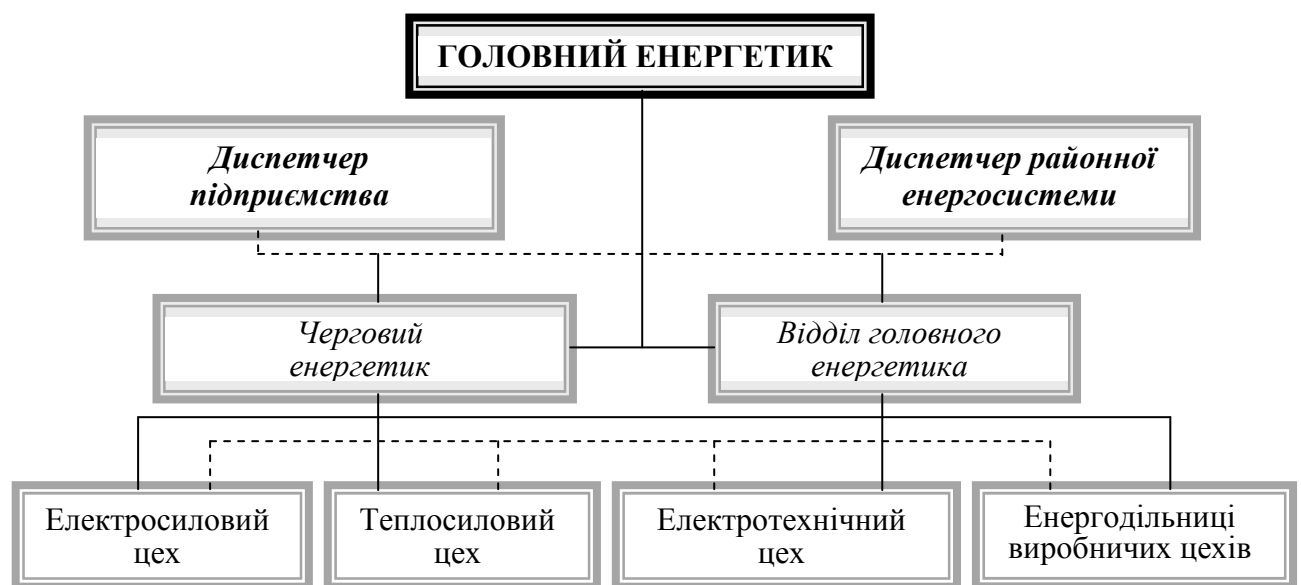 ГОЛОВНИЙ ЕНЕРГЕТИК
Диспетчер
підприємства
Диспетчер районної
енергосистеми
Черговий
енергетик
Відділ головного
енергетика
Електросиловий
цех
Теплосиловий
цех
Електротехнічний
цех
Енергодільниці
виробничих цехів